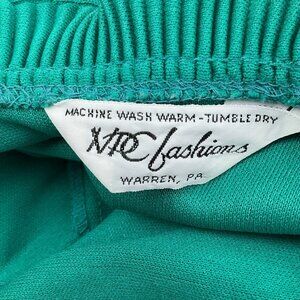 MACHINE WASH WARM - TUMBLE DRY
NPC fashions
WARREN, PA.